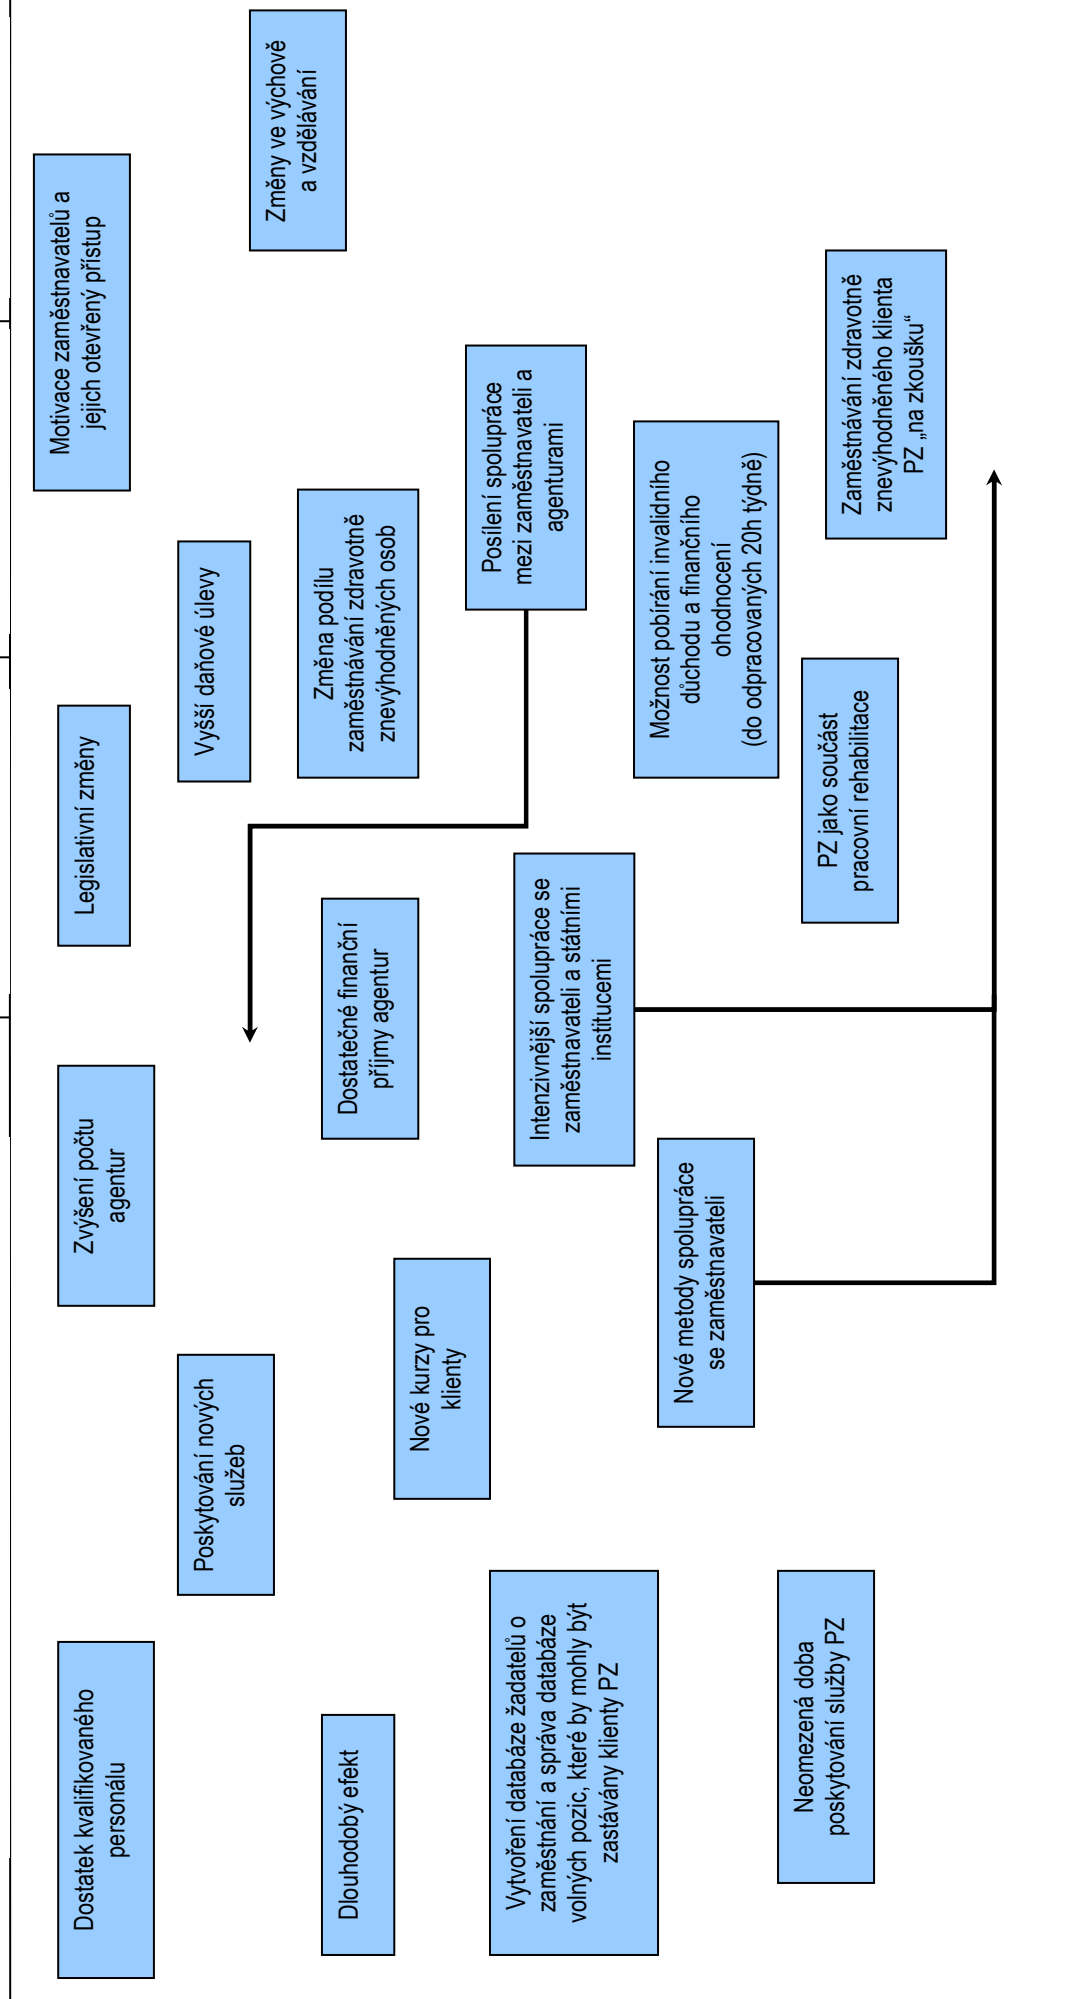 Dostatek kvalifikovaného
personálu
Zvýšení počtu
agentur
Legislativní změny
Motivace zaměstnavatelů a
jejich otevřený přístup
Poskytování nových
služeb
Vyšší daňové úlevy
Změny ve výchově
a vzdělávání
Změna podílu
zaměstnávání zdravotně
znevýhodněných osob
Dlouhodobý efekt
Dostatečné finanční
příjmy agentur
Nové kurzy pro
klienty
Posílení spolupráce
mezi zaměstnavateli a
agenturami
Vytvoření databáze žadatelů o
zaměstnání a správa databáze
volných pozic, které by mohly být
zastávány klienty PZ
Intenzivnější spolupráce se
zaměstnavateli a státními
institucemi
Možnost pobírání invalidního
důchodu a finančního
ohodnocení
(do odpracovaných 20h týdně)
Nové metody spolupráce
se zaměstnavateli
Neomezená doba
poskytování služby PZ
PZ jako součást
pracovní rehabilitace
Zaměstnávání zdravotně
znevýhodněného klienta
PZ „na zkoušku“